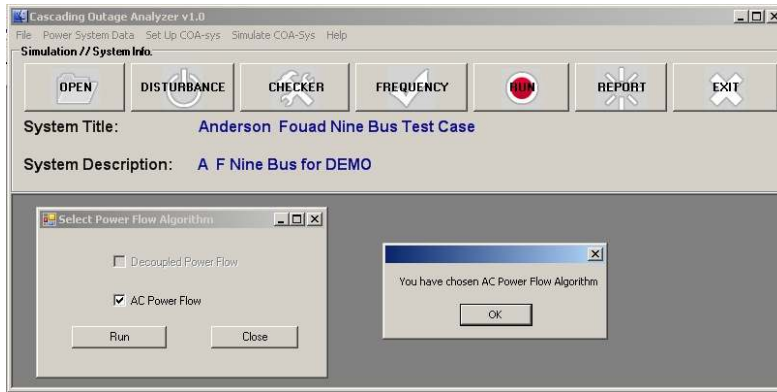 Cascading Outage Analyzer v1.0
File Power System Data Set Up COA-sys Simulate COA-Sys Help
Simulation // System Info.
OPEN DISTURBANCE CHECKER FREQUENCY RUN REPORT EXIT
System Title: Anderson Fouad Nine Bus Test Case
System Description: A F Nine Bus for DEMO
Select Power Flow Algorithm
Decoupled Power Flow
AC Power Flow
Run Close
You have chosen AC Power Flow Algorithm
OK